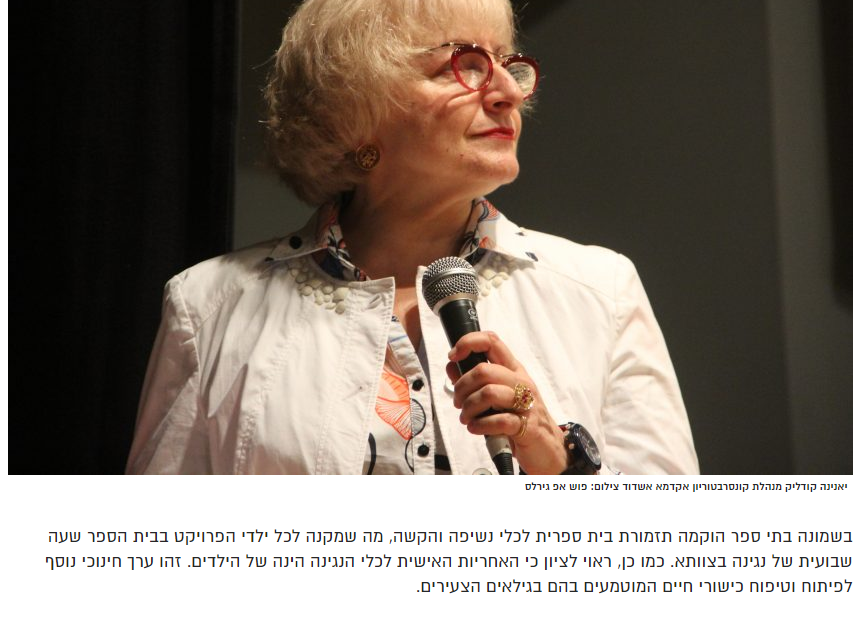 יאנינה קודליק מנהלת קונסרבטוריון אקדמא אשדוד צילום: פוש אפ גירלס
בשמונה בתי ספר הוקמה תזמורת בית ספרית לכלי נשיפה והקשה, מה שמקנה לכל ילדי הפרויקט בבית הספר שעה
שבועית של נגינה בצוותא. כמו כן, ראוי לציון כי האחריות האישית לכלי הנגינה הינה של הילדים. זהו ערך חינוכי נוסף
לפיתוח וטיפוח כישורי חיים המוטמעים בהם בגילאים הצעירים.